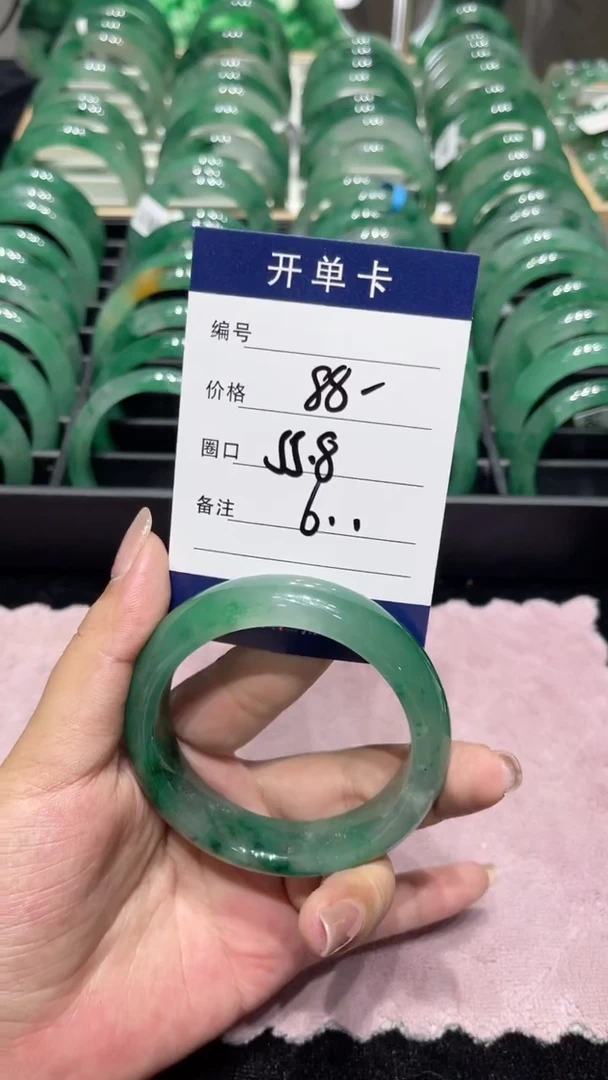 开单卡
编号
价格 88-
圈口 55.8
备注 6..